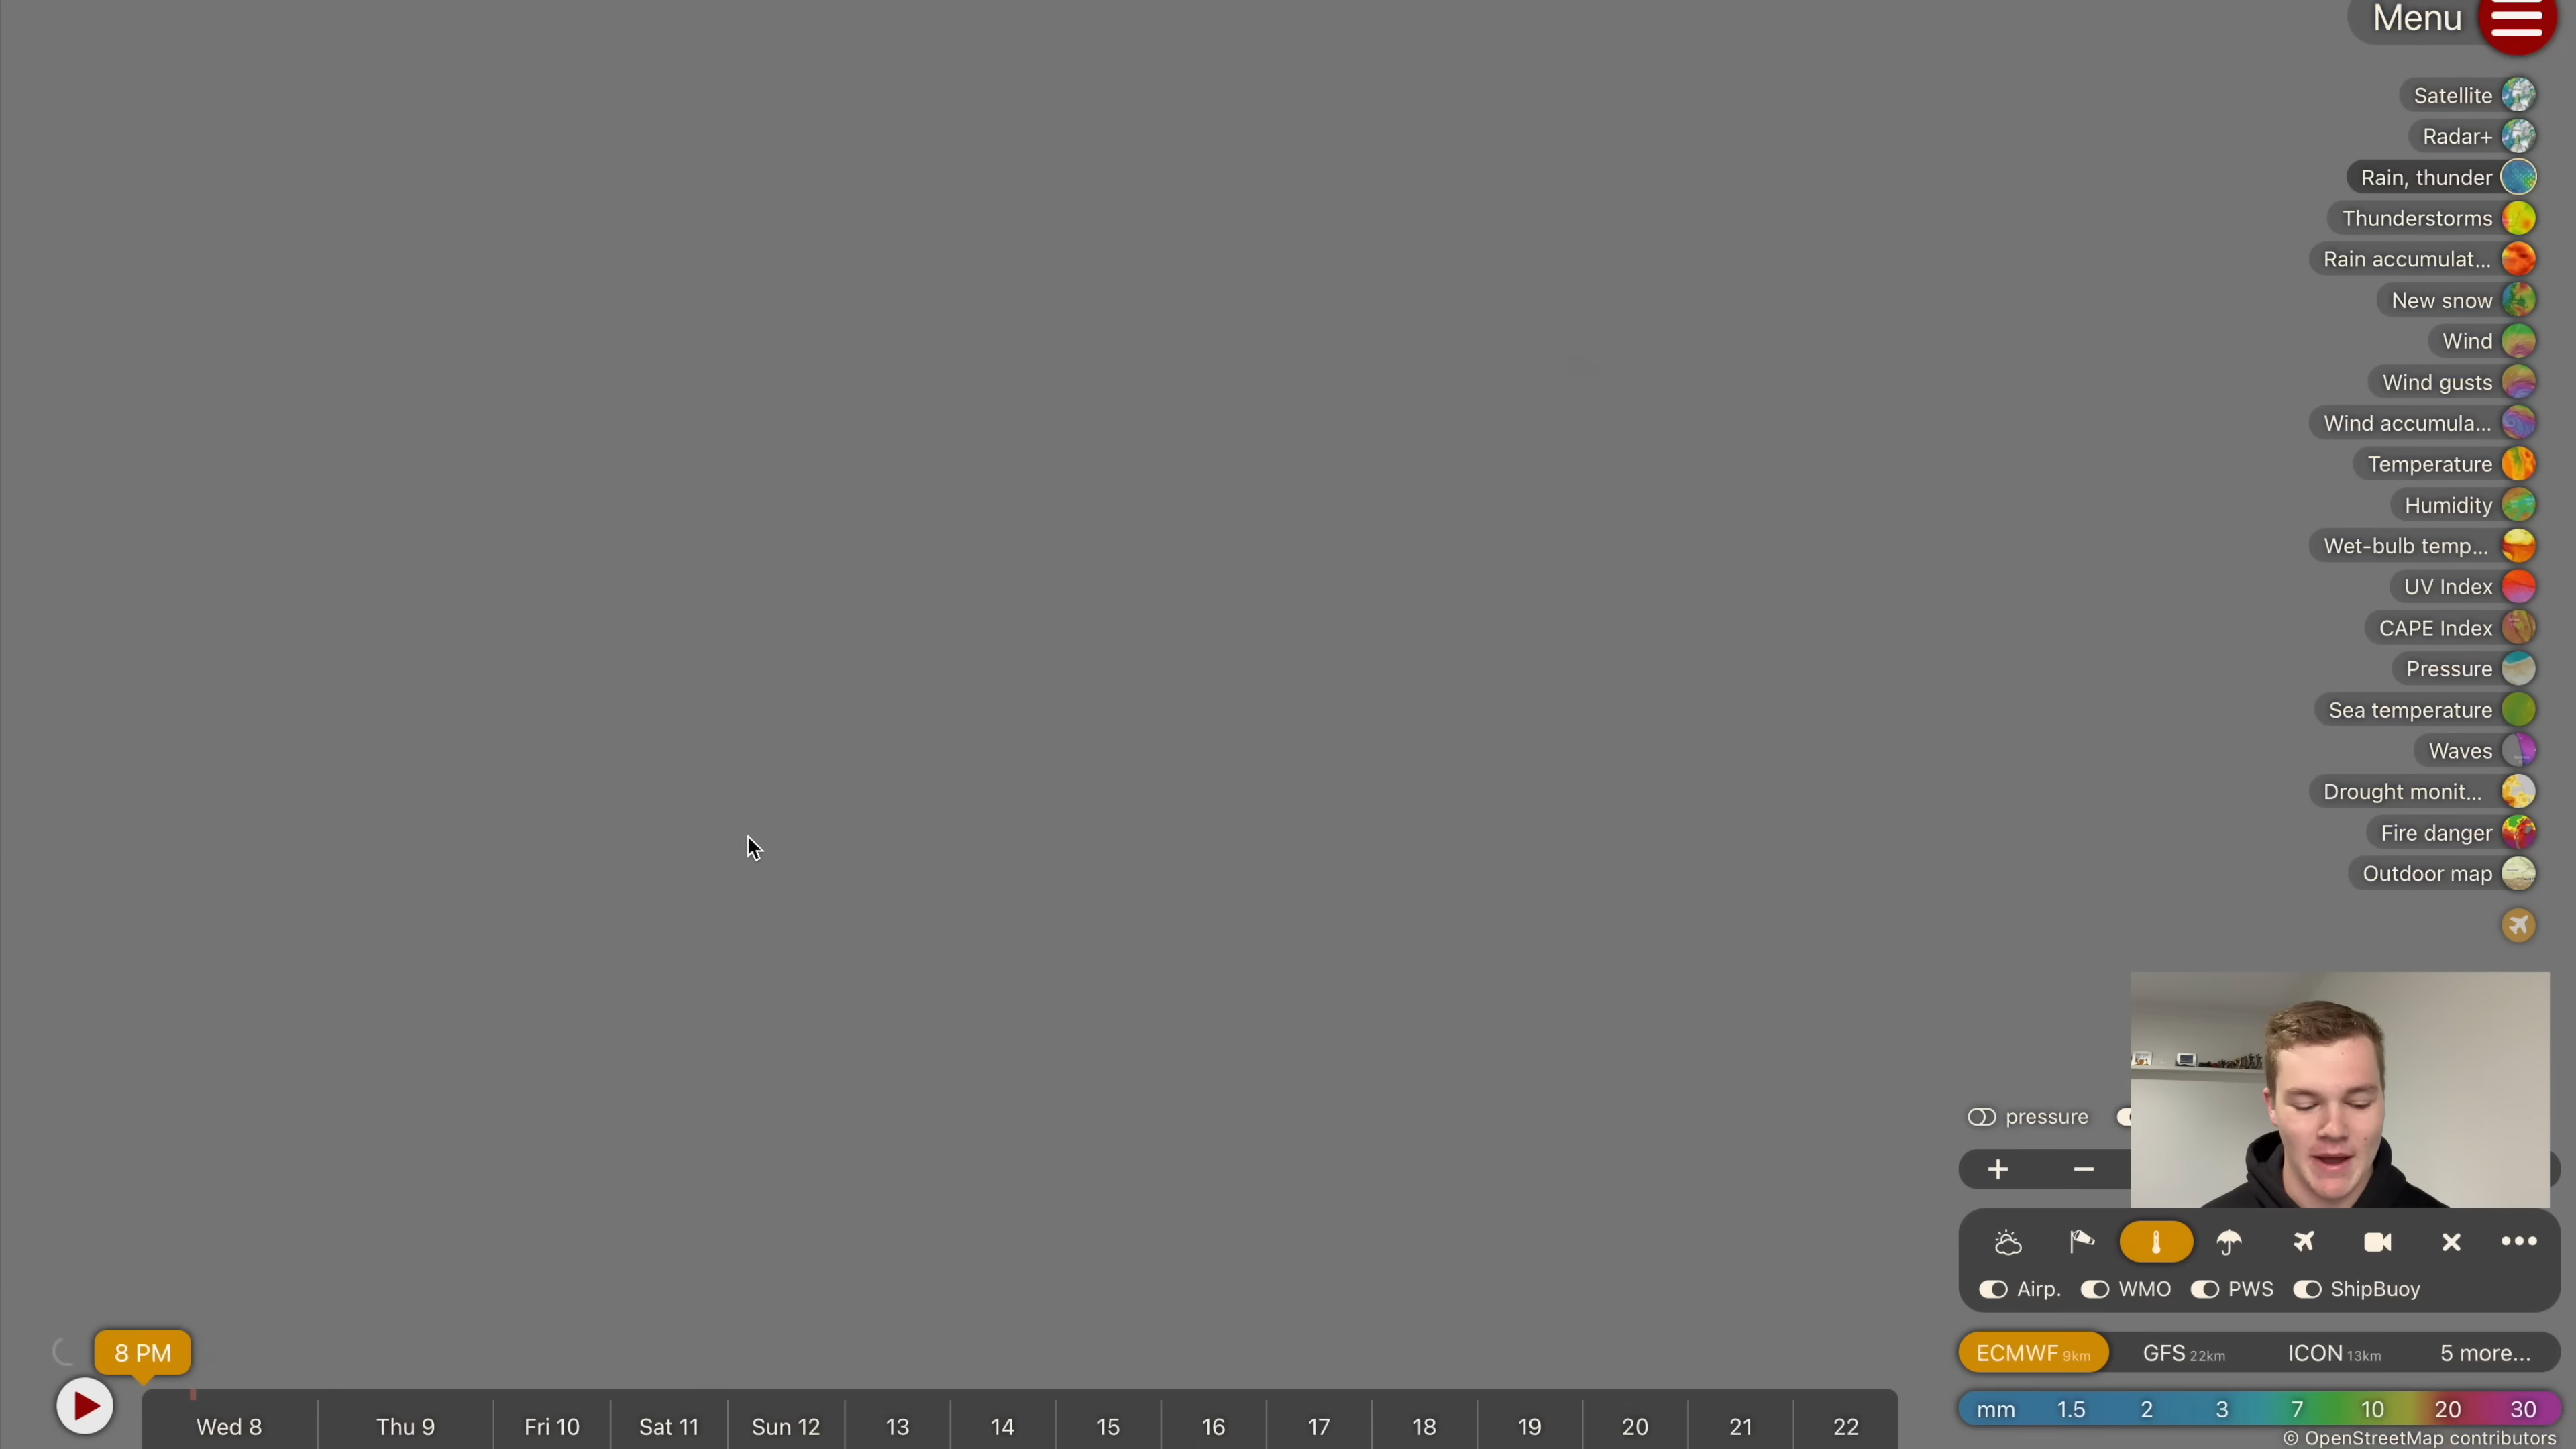 Menu
Satellite
Radar+
Rain, thunder
Thunderstorms
Rain accumulat...
New snow
Wind
Wind gusts
Wind accumula...
Temperature
Humidity
Wet-bulb temp...
UV Index
CAPE Index
Pressure
Sea temperature
Waves
Drought monit...
Fire danger
Outdoor map
pressure
+ −
Airp. WMO PWS ShipBuoy
8 PM
ECMWF 9km GFS 22km ICON 13km 5 more...
Wed 8 Thu 9 Fri 10 Sat 11 Sun 12 13 14 15 16 17 18 19 20 21 22
mm 1.5 2 3 7 10 20 30
© OpenStreetMap contributors